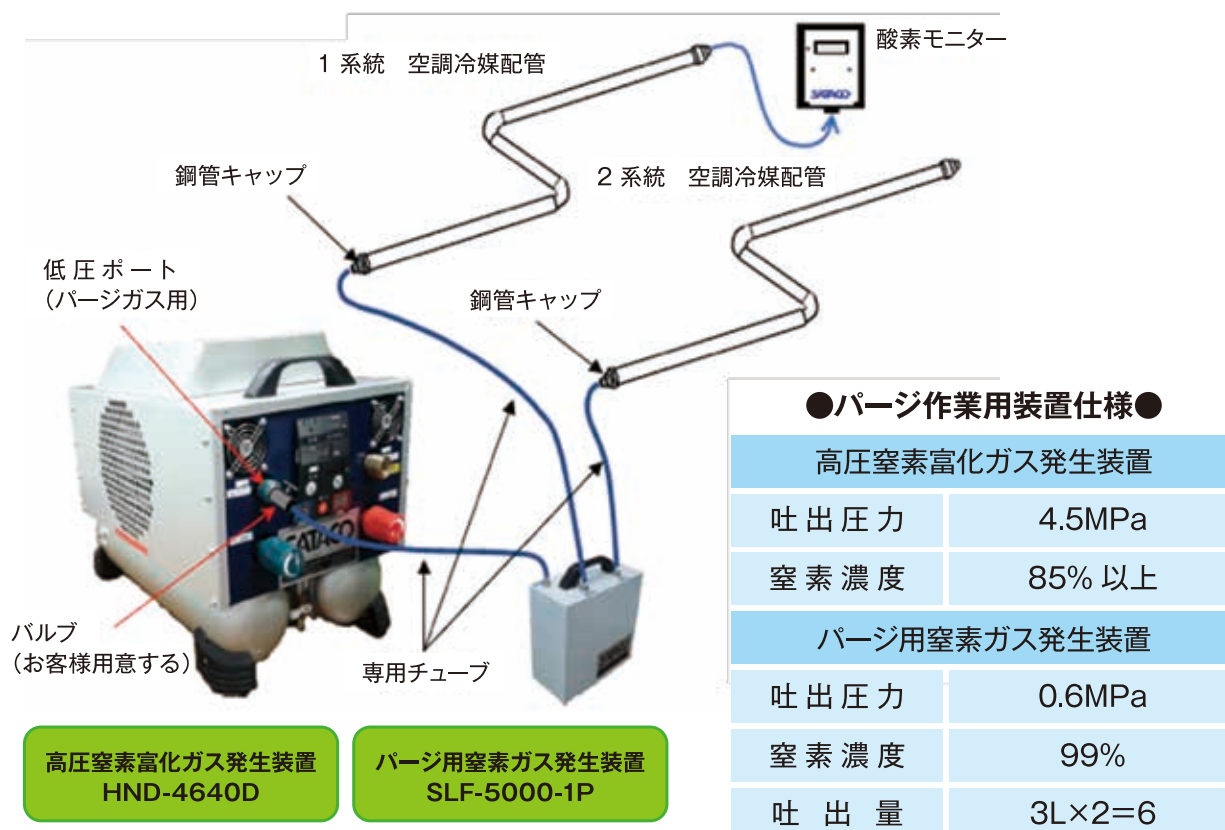 1 系統　空調冷媒配管
酸素モニター
SATACO
2 系統　空調冷媒配管
鋼管キャップ
低圧ポート
（パージガス用）
鋼管キャップ
SATACO
バルブ
（お客様用意する）
専用チューブ
高圧窒素富化ガス発生装置
HND-4640D
パージ用窒素ガス発生装置
SLF-5000-1P
●パージ作業用装置仕様●
高圧窒素富化ガス発生装置
吐出圧力 4.5MPa
窒素濃度 85% 以上
パージ用窒素ガス発生装置
吐出圧力 0.6MPa
窒素濃度 99%
吐出量 3L×2＝6